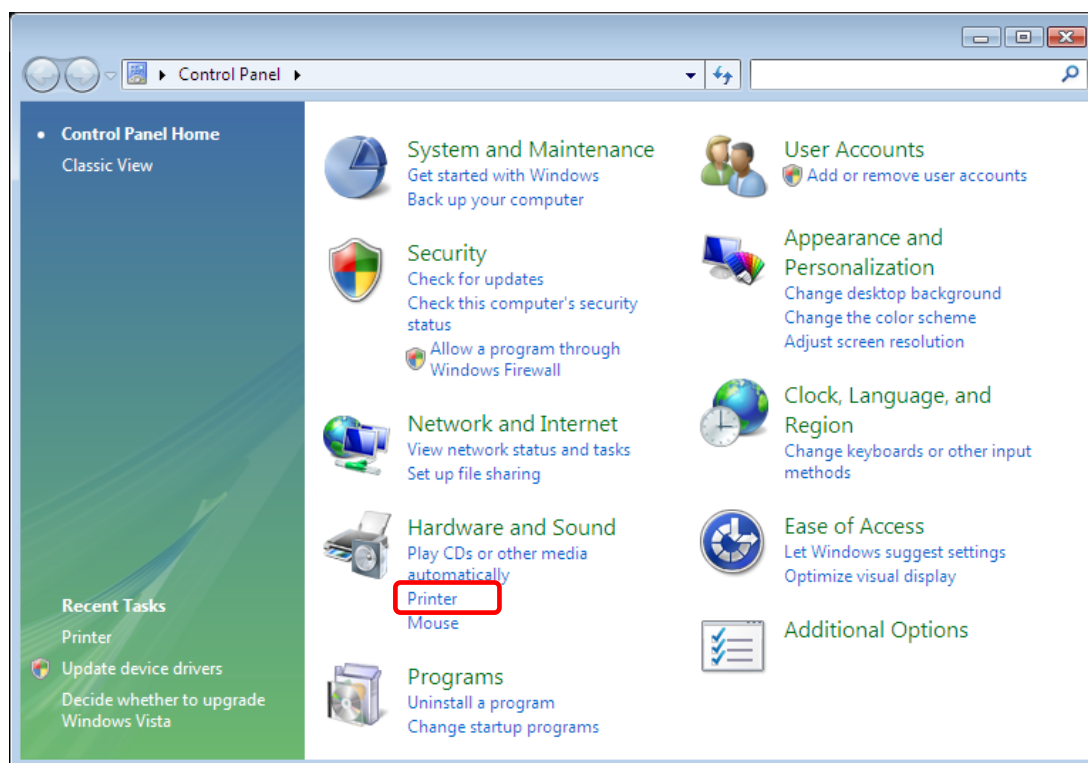 Control Panel
Control Panel Home
Classic View
System and Maintenance
Get started with Windows
Back up your computer
Security
Check for updates
Check this computer's security
status
Allow a program through
Windows Firewall
Network and Internet
View network status and tasks
Set up file sharing
Hardware and Sound
Play CDs or other media
automatically
Printer
Mouse
Programs
Uninstall a program
Change startup programs
User Accounts
Add or remove user accounts
Appearance and
Personalization
Change desktop background
Change the color scheme
Adjust screen resolution
Clock, Language, and
Region
Change keyboards or other input
methods
Ease of Access
Let Windows suggest settings
Optimize visual display
Additional Options
Recent Tasks
Printer
Update device drivers
Decide whether to upgrade
Windows Vista